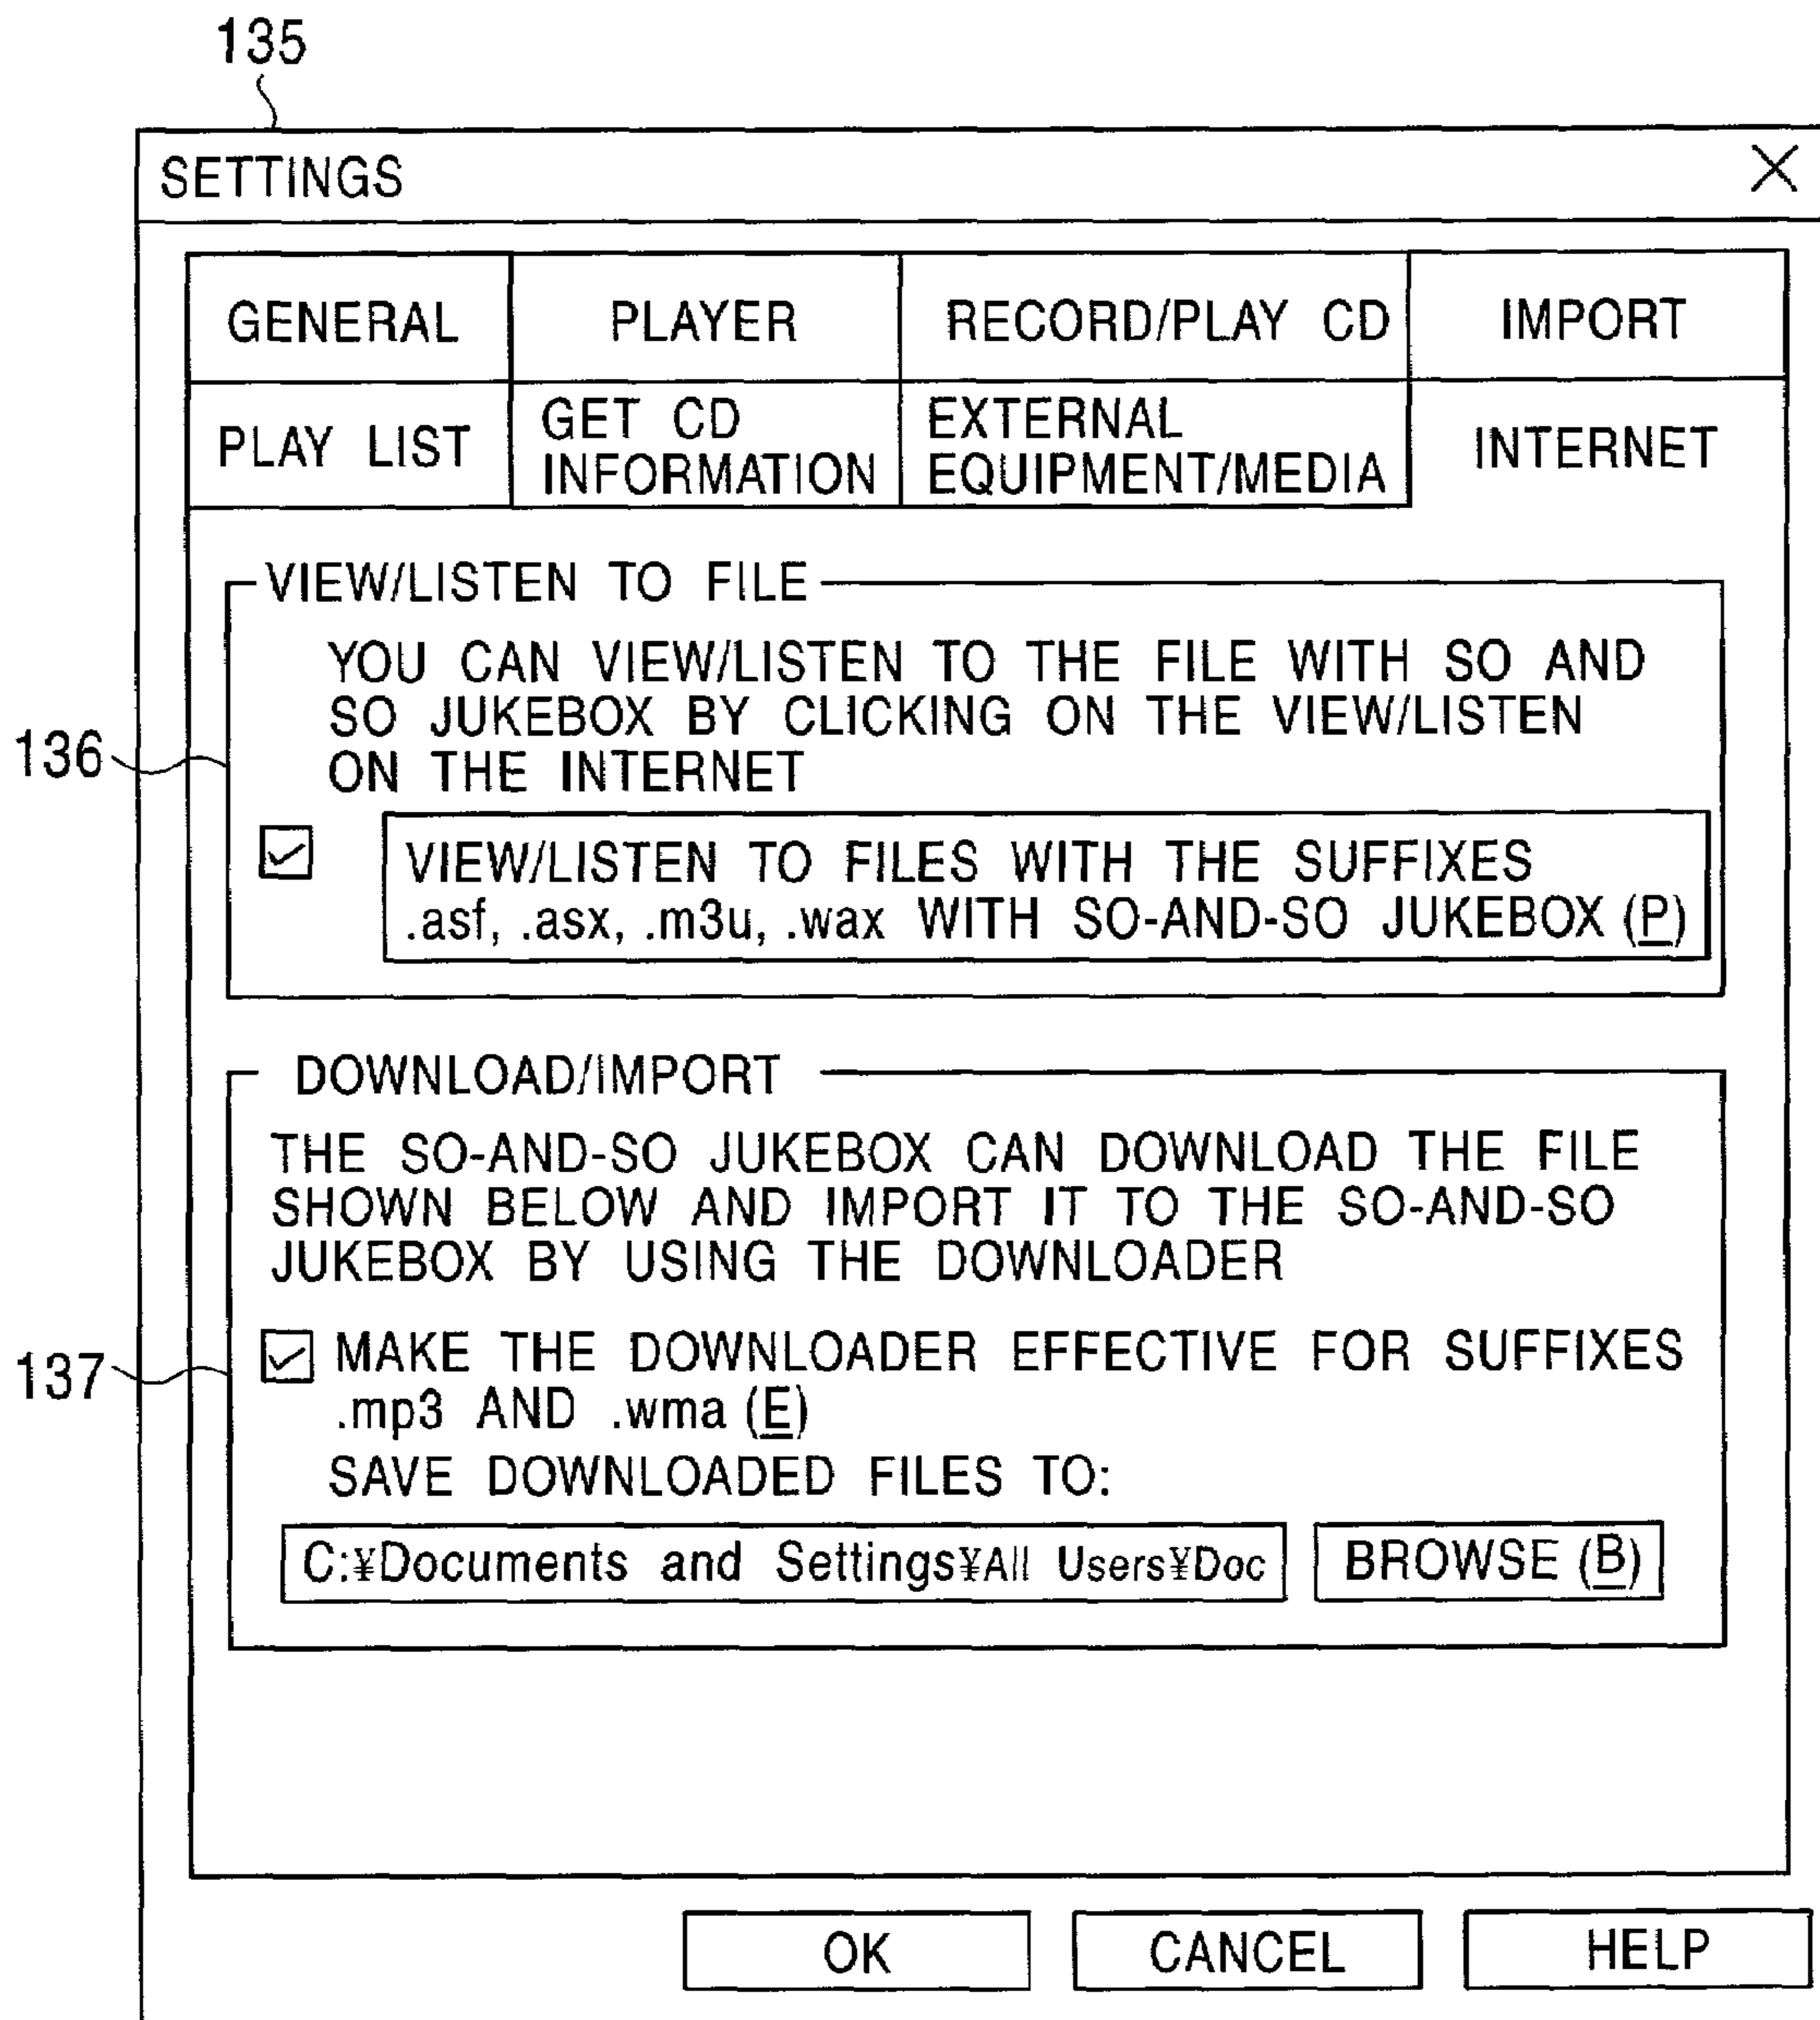 135
SETTINGS
GENERAL PLAYER RECORD/PLAY CD IMPORT
PLAY LIST GET CD INFORMATION EXTERNAL EQUIPMENT/MEDIA INTERNET
VIEW/LISTEN TO FILE
YOU CAN VIEW/LISTEN TO THE FILE WITH SO AND
SO JUKEBOX BY CLICKING ON THE VIEW/LISTEN
ON THE INTERNET
136
VIEW/LISTEN TO FILES WITH THE SUFFIXES
.asf, .asx, .m3u, .wax WITH SO-AND-SO JUKEBOX (P)
DOWNLOAD/IMPORT
THE SO-AND-SO JUKEBOX CAN DOWNLOAD THE FILE
SHOWN BELOW AND IMPORT IT TO THE SO-AND-SO
JUKEBOX BY USING THE DOWNLOADER
137
MAKE THE DOWNLOADER EFFECTIVE FOR SUFFIXES
.mp3 AND .wma (E)
SAVE DOWNLOADED FILES TO:
C:¥Documents and Settings¥All Users¥Doc BROWSE (B)
OK CANCEL HELP